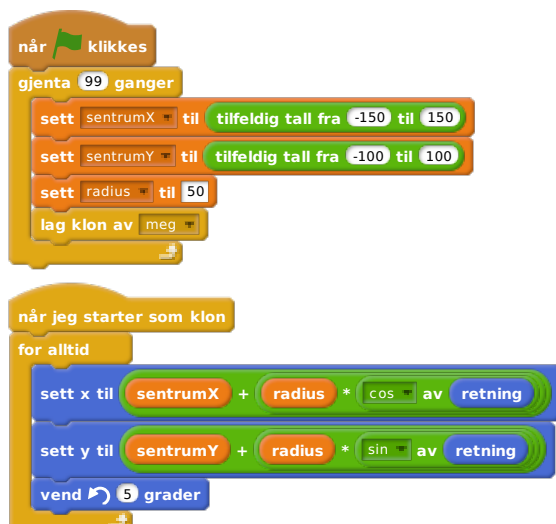 når klikkes
gjenta 99 ganger
sett sentrumX til tilfeldig tall fra -150 til 150
sett sentrumY til tilfeldig tall fra -100 til 100
sett radius til 50
lag klon av meg
når jeg starter som klon
for alltid
sett x til sentrumX + radius * cos av retning
sett y til sentrumY + radius * sin av retning
vend 5 grader